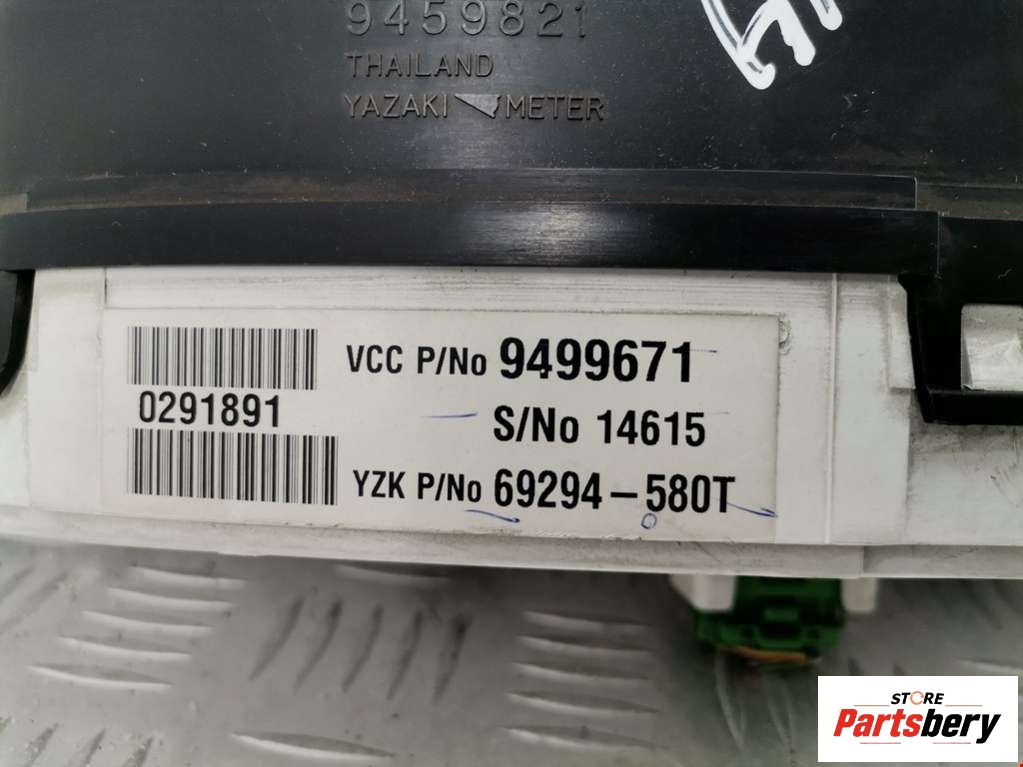 9459821
THAILAND
YAZAKI METER
VCC P/No 9499671
0291891
S/No 14615
YZK P/No 69294-580T
STORE
Partsbery